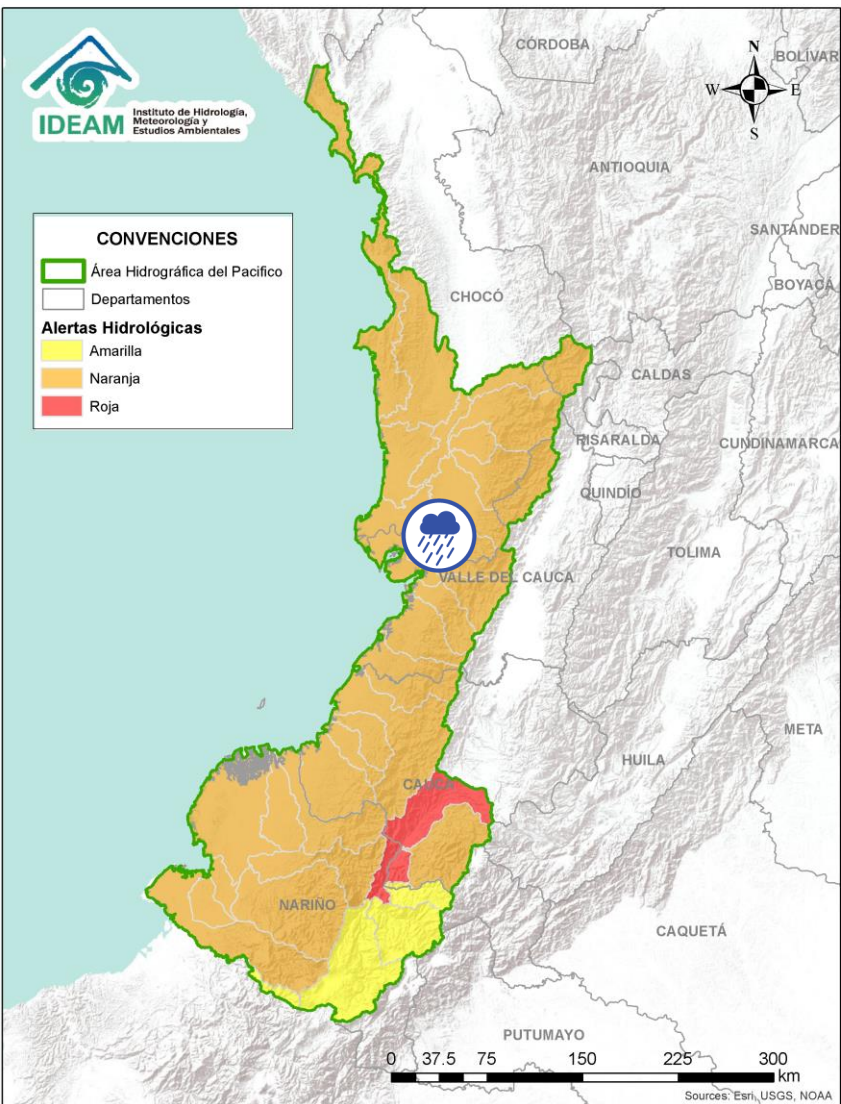 IDEAM
Instituto de Hidrología,
Meteorología y
Estudios Ambientales
CÓRDOBA
BOLÍVAR
N
W
E
S
ANTIOQUIA
SANTANDER
CONVENCIONES
Área Hidrográfica del Pacifico
Departamentos
Alertas Hidrológicas
Amarilla
Naranja
Roja
BOYACÁ
CHOCÓ
CALDAS
RISARALDA
CUNDINAMARCA
QUINDÍO
TOLIMA
VALLE DEL CAUCA
META
HUILA
CAUCA
NARIÑO
CAQUETÁ
PUTUMAYO
0 37.5 75 150 225 300
km
Sources: Esri, USGS, NOAA